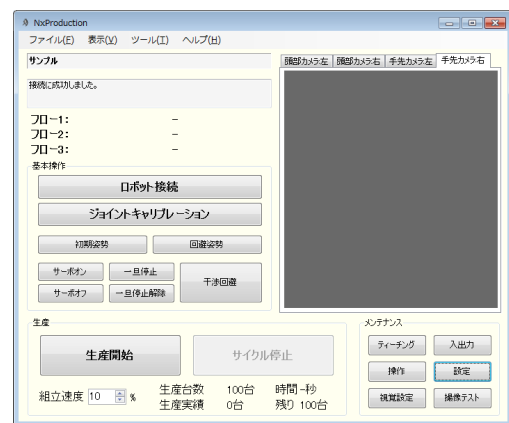 NxProduction
ファイル(F) 表示(V) ツール(T) ヘルプ(H)
サンプル
頭部カメラ左 頭部カメラ右 手先カメラ左 手先カメラ右
接続に成功しました。
フロー1: -
フロー2: -
フロー3: -
基本操作
ロボット接続
ジョイントキャリブレーション
初期姿勢 回避姿勢
サーボオン 一旦停止 干渉回避
サーボオフ 一旦停止解除
生産
生産開始 サイクル停止
組立速度 10 % 生産台数 100台 時間 -秒
生産実績 0台 残り 100台
メンテナンス
ティーチング 入出力
操作 設定
視覚設定 撮像テスト